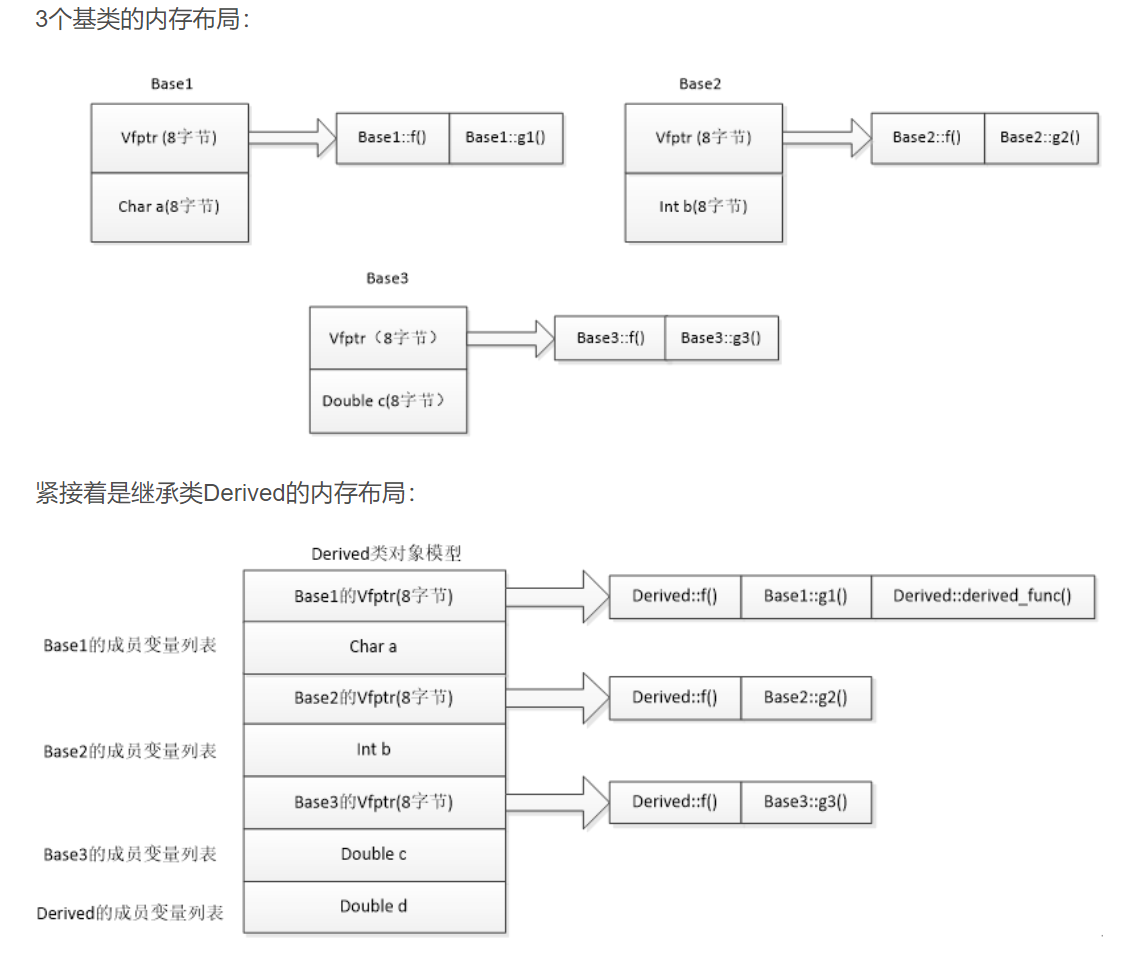 3个基类的内存布局：
Base1
Vfptr (8字节)
Base1::f()
Base1::g1()
Char a(8字节)
Base2
Vfptr (8字节)
Base2::f()
Base2::g2()
Int b(8字节)
Base3
Vfptr（8字节）
Base3::f()
Base3::g3()
Double c(8字节）
紧接着是继承类Derived的内存布局：
Derived类对象模型
Base1的Vfptr(8字节)
Derived::f()
Base1::g1()
Derived::derived_func()
Base1的成员变量列表
Char a
Base2的Vfptr(8字节)
Derived::f()
Base2::g2()
Base2的成员变量列表
Int b
Base3的Vfptr(8字节)
Derived::f()
Base3::g3()
Base3的成员变量列表
Double c
Derived的成员变量列表
Double d